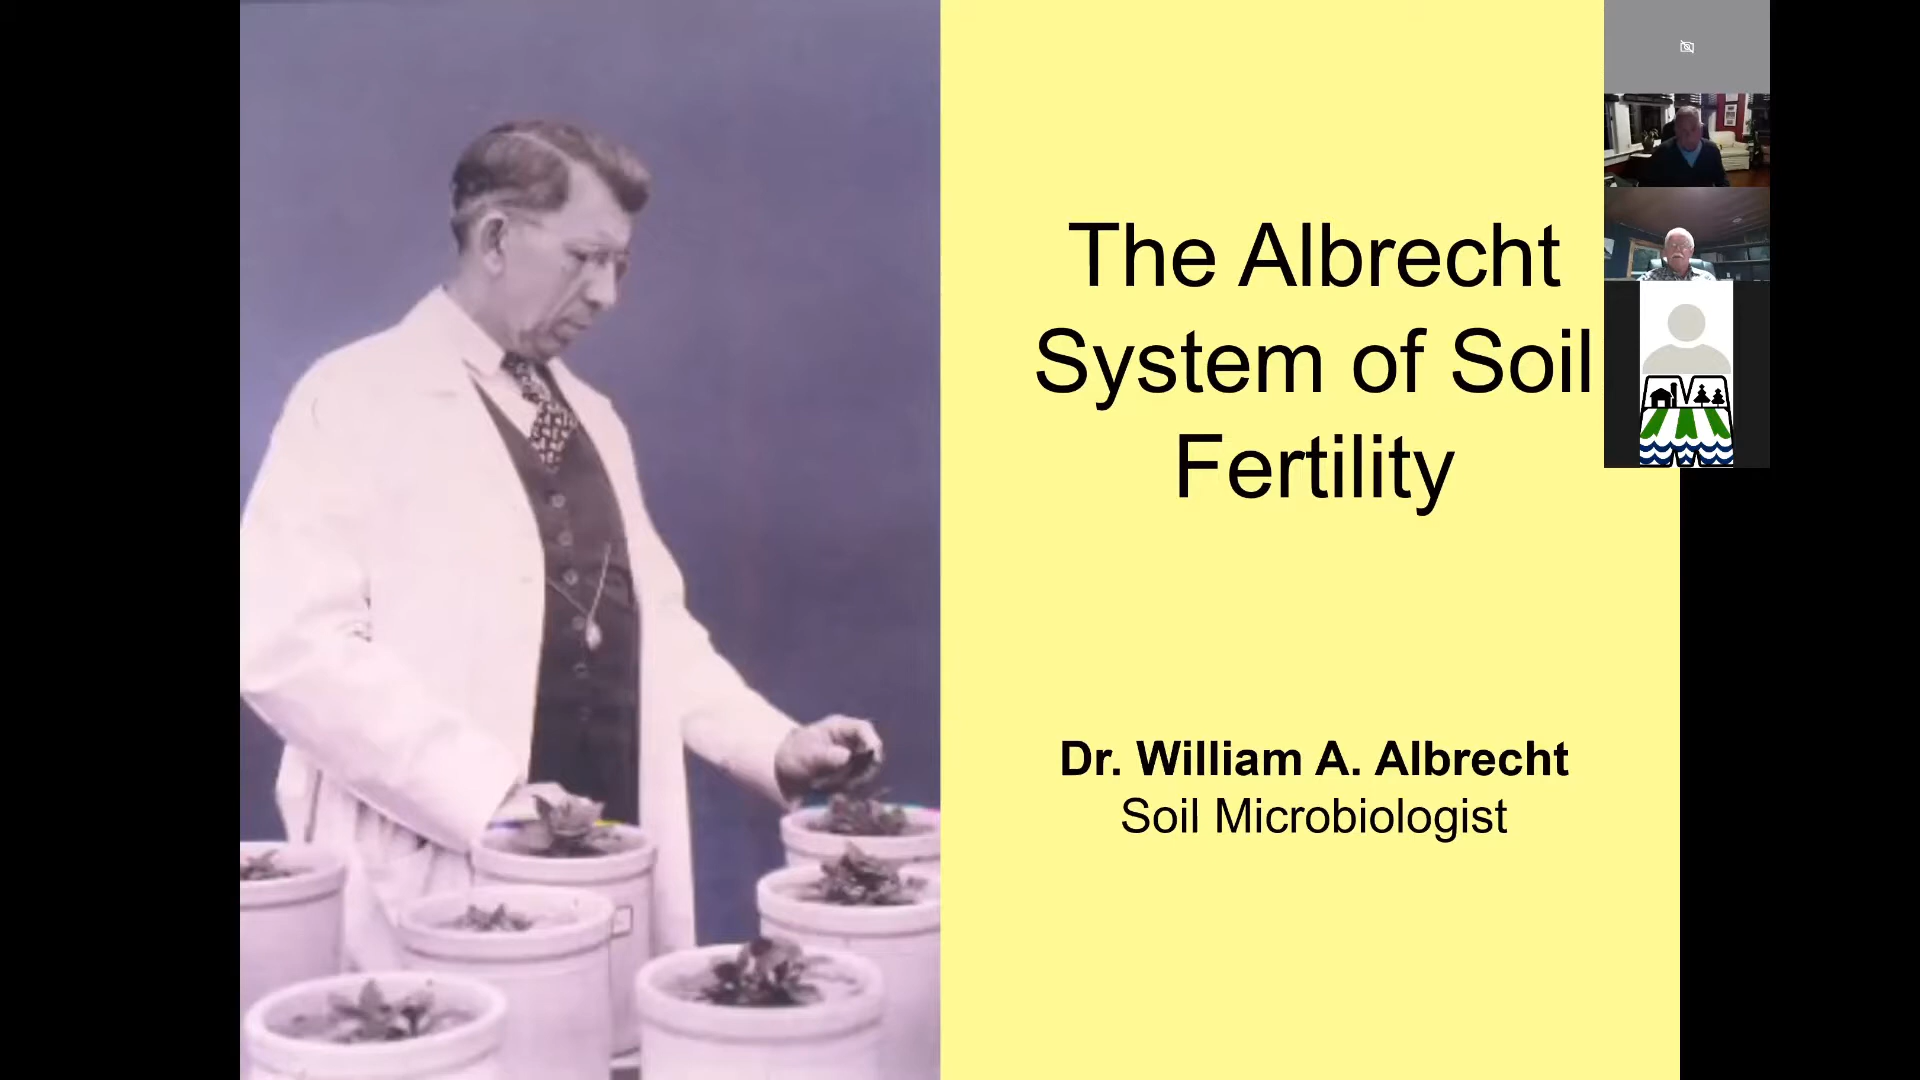 The Albrecht
System of Soil
Fertility
Dr. William A. Albrecht
Soil Microbiologist